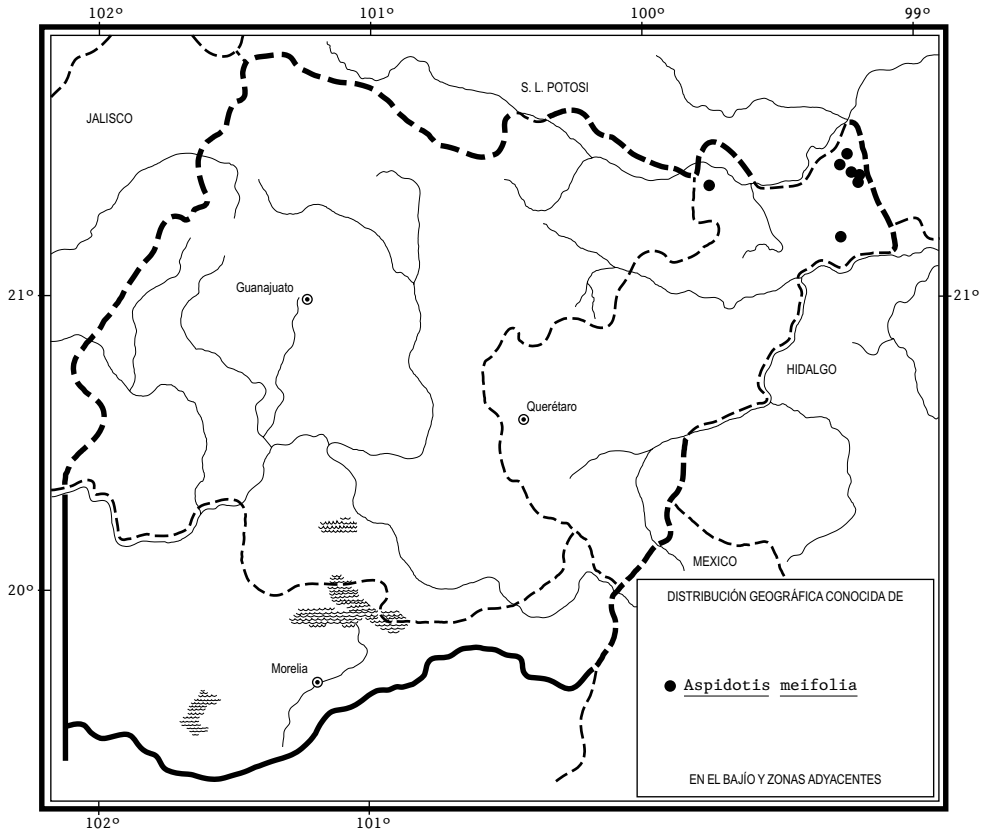 102º 101º 100º 99º
S. L. POTOSI
JALISCO
Guanajuato
21º 21º
HIDALGO
Querétaro
MEXICO
20º
DISTRIBUCIÓN GEOGRÁFICA CONOCIDA DE
Morelia
Aspidotis meifolia
EN EL BAJÍO Y ZONAS ADYACENTES
102º 101º